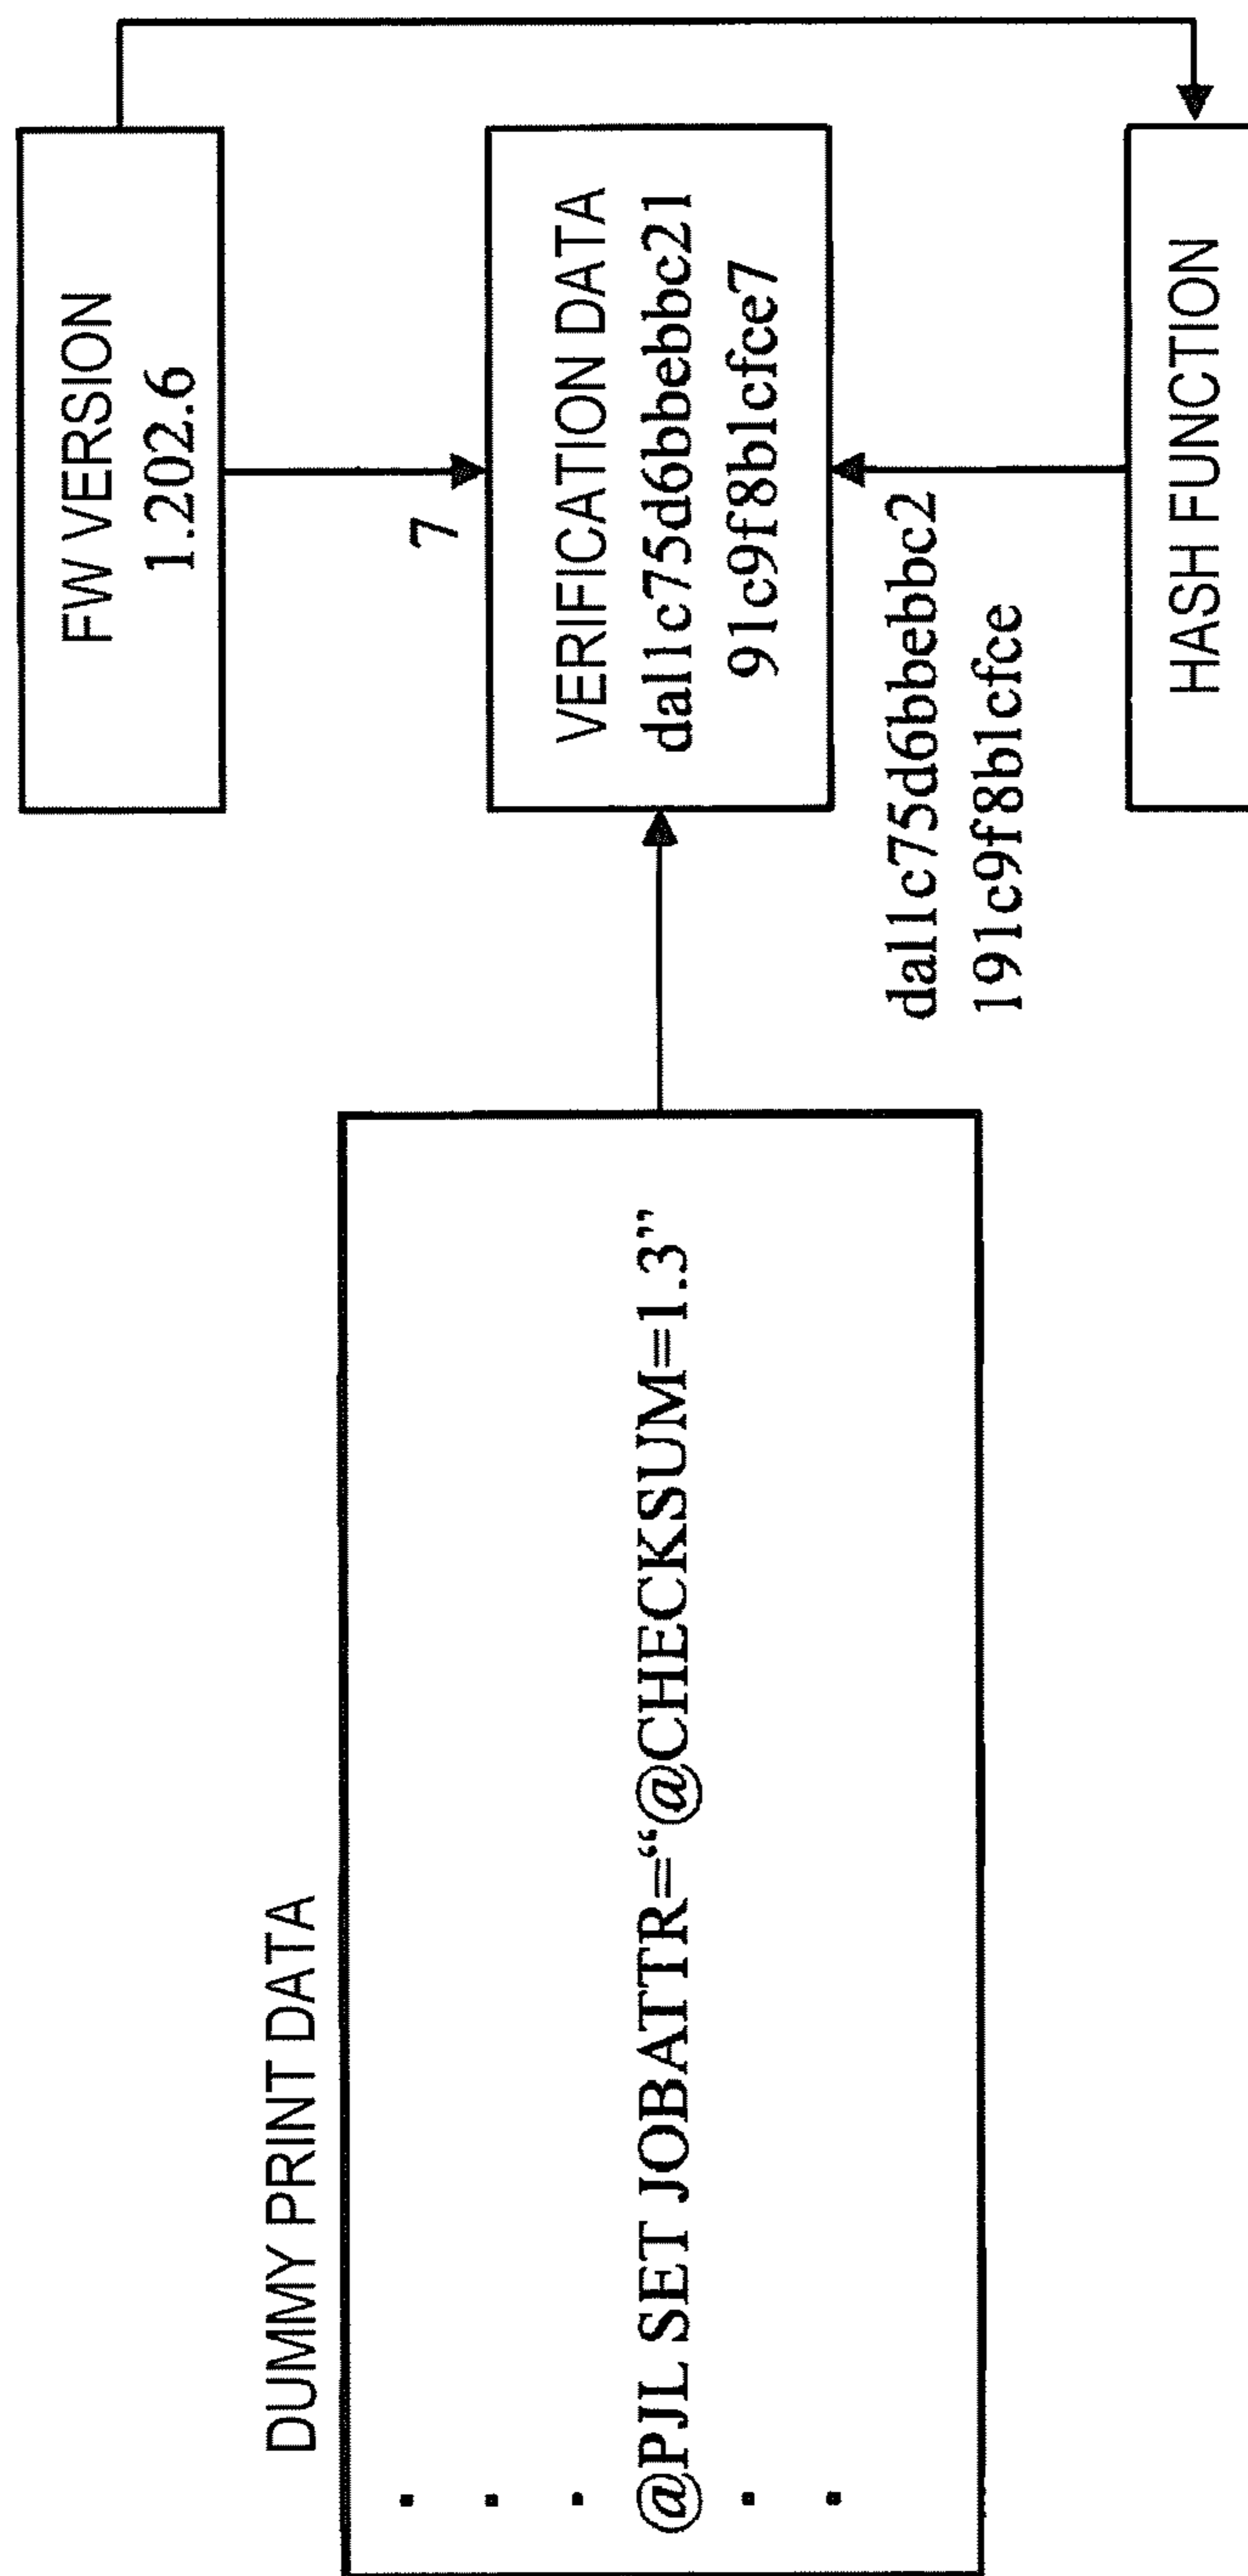 FW VERSION
1.202.6
DUMMY PRINT DATA
.
.
.
@PJL SET JOBATTR=“@CHECKSUM=1.3”
.
.
7
VERIFICATION DATA
da11c75d6bbebbc21
91c9f8b1cfce7
da11c75d6bbebbc2
191c9f8b1cfce
HASH FUNCTION